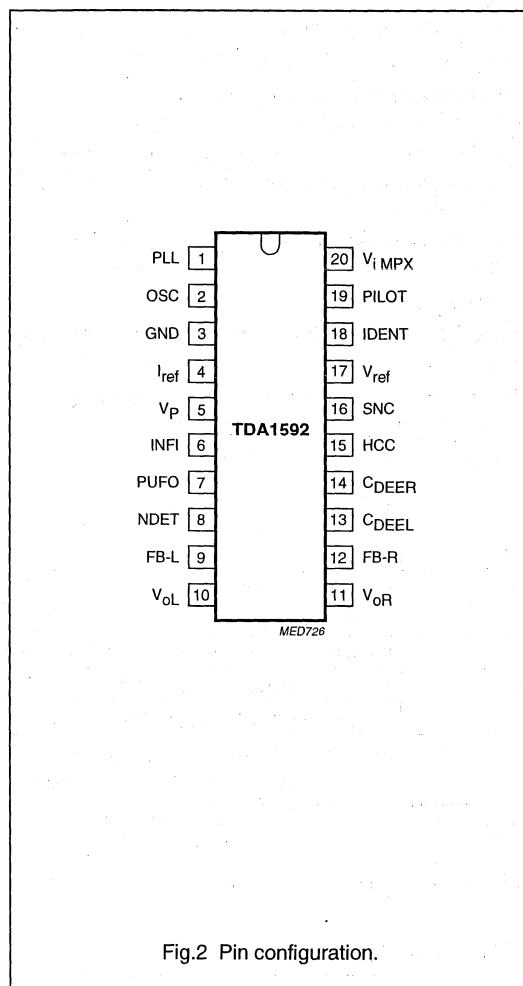 PLL 1 20 Vi MPX
OSC 2 19 PILOT
GND 3 18 IDENT
Iref 4 17 Vref
VP 5 16 SNC
TDA1592
INFI 6 15 HCC
PUFO 7 14 CDEER
NDET 8 13 CDEEL
FB-L 9 12 FB-R
VoL 10 11 VoR
MED726
Fig.2 Pin configuration.